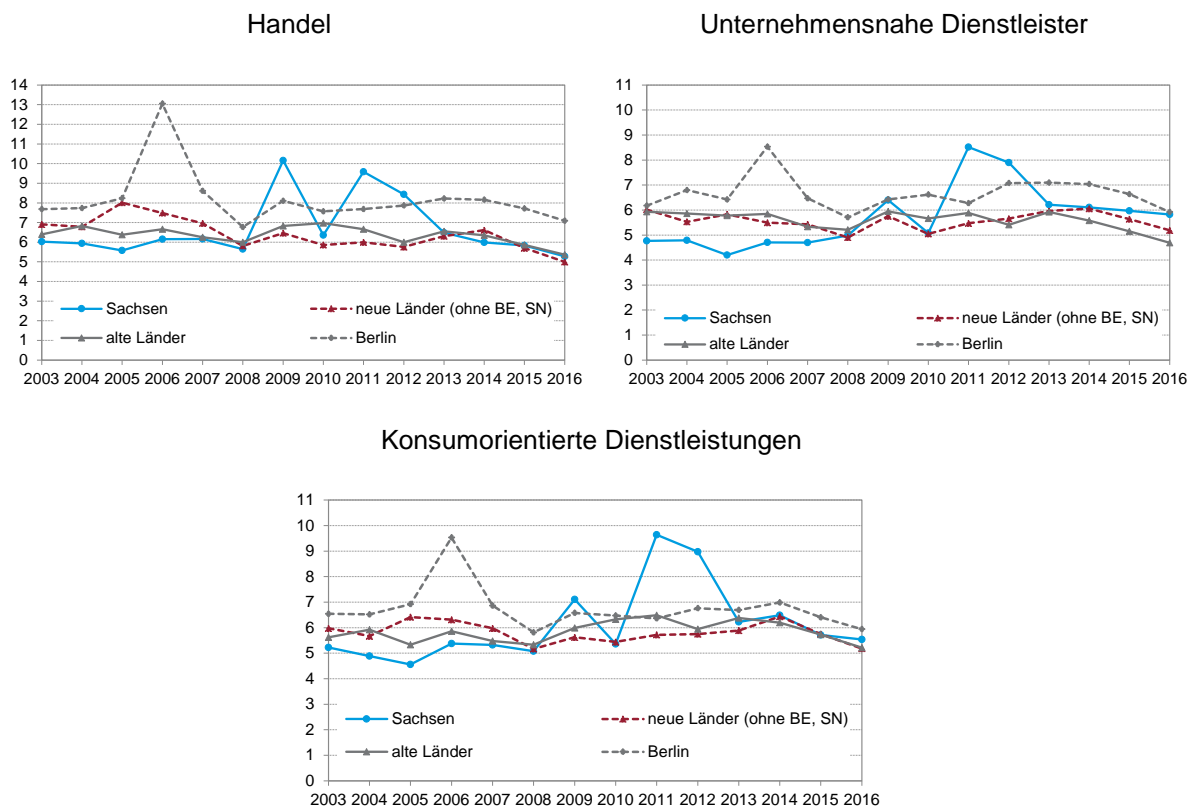 Handel
14
13
12
11
10
9
8
7
6
5
4
3
2
1
0
Sachsen
neue Länder (ohne BE, SN)
alte Länder
Berlin
2003 2004 2005 2006 2007 2008 2009 2010 2011 2012 2013 2014 2015 2016
Unternehmensnahe Dienstleister
11
10
9
8
7
6
5
4
3
2
1
0
Sachsen
neue Länder (ohne BE, SN)
alte Länder
Berlin
2003 2004 2005 2006 2007 2008 2009 2010 2011 2012 2013 2014 2015 2016
Konsumorientierte Dienstleistungen
11
10
9
8
7
6
5
4
3
2
1
0
Sachsen
neue Länder (ohne BE, SN)
alte Länder
Berlin
2003 2004 2005 2006 2007 2008 2009 2010 2011 2012 2013 2014 2015 2016